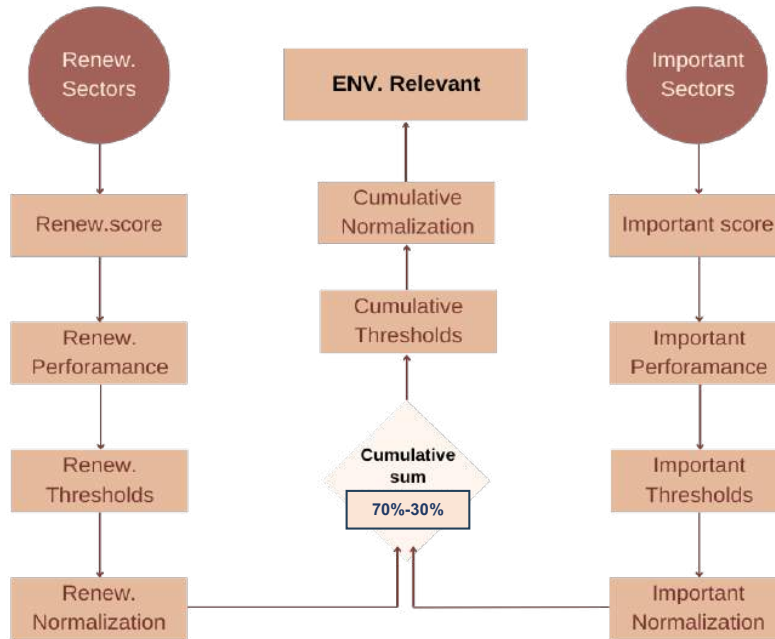 Renew.
Sectors
Renew.score
Renew.
Perforamance
Renew.
Thresholds
Renew.
Normalization
ENV. Relevant
Cumulative
Normalization
Cumulative
Thresholds
Cumulative
sum
70%-30%
Important
Sectors
Important score
Important
Perforamance
Important
Thresholds
Important
Normalization